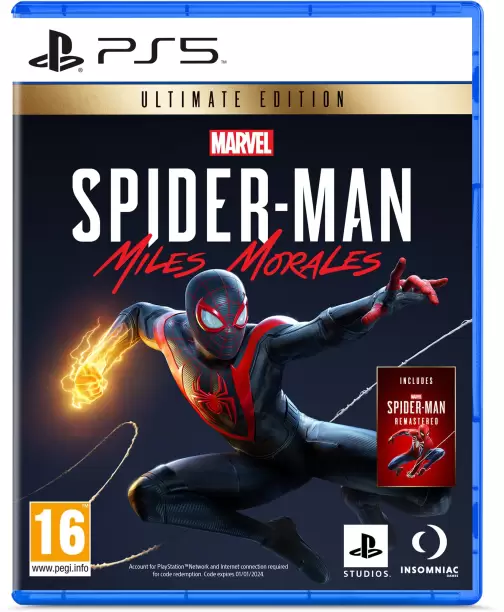 PS5
ULTIMATE EDITION
MARVEL
SPIDER-MAN
MILES MORALES
INCLUDES
MARVEL
SPIDER-MAN
REMASTERED
16
www.pegi.info
Account for PlayStation™Network and Internet connection required
for code redemption. Code expires 01/01/2024.
PLAYSTATION
STUDIOS
INSOMNIAC
GAMES